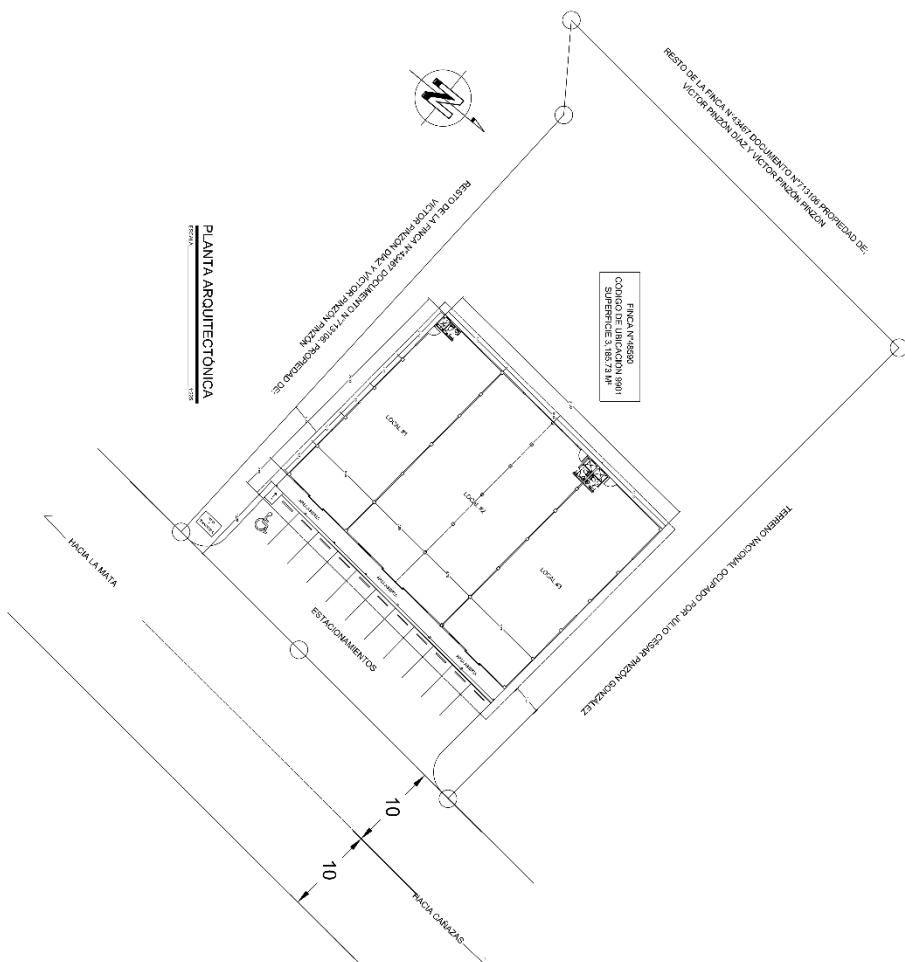 RESTO DE LA FINCA N°43467 DOCUMENTO N°713106 PROPIEDAD DE;
VÍCTOR PINZÓN DÍAZ Y VÍCTOR PINZÓN PINZÓN
N
RESTO DE LA FINCA N°43467 DOCUMENTO N°713106, PROPIEDAD DE:
VÍCTOR PINZÓN DÍAZ Y VÍCTOR PINZÓN PINZÓN
PLANTA ARQUITECTÓNICA
ESCALA
FINCA N°48590
CÓDIGO DE UBICACIÓN 9901
SUPERFICIE 3,185.73 M²
LOCAL #1
LOCAL #2
LOCAL #3
TERRENO NACIONAL OCUPADO POR JULIO CÉSAR PINZÓN GONZÁLEZ
ESTACIONAMIENTOS
HACIA LA MATA
10
10
HACIA CAÑAZAS